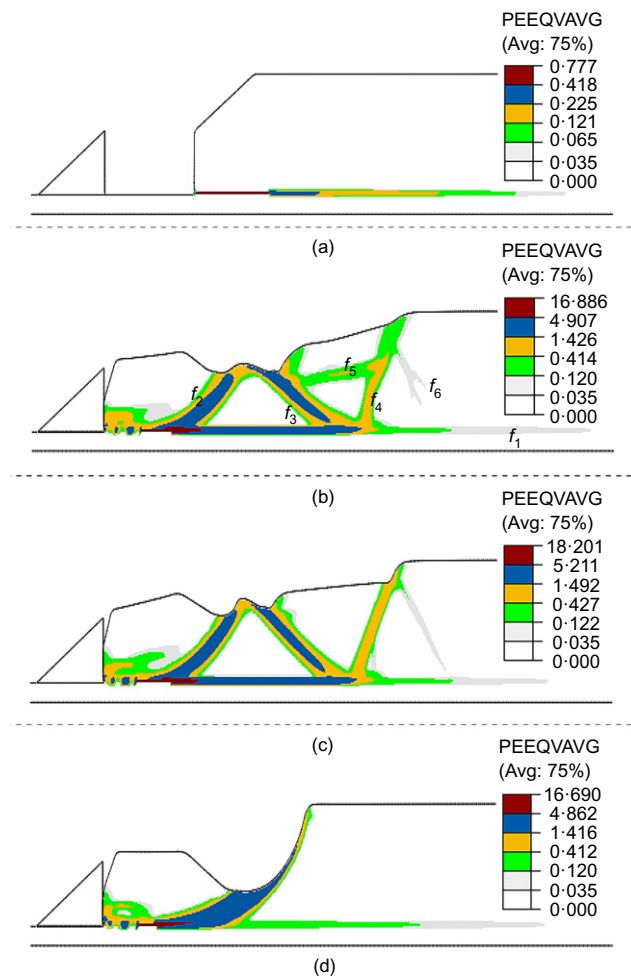 PEEQVAVG
(Avg: 75%)
0·777
0·418
0·225
0·121
0·065
0·035
0·000
(a)
PEEQVAVG
(Avg: 75%)
16·886
4·907
1·426
0·414
0·120
0·035
0·000
f5
f2
f6
f3
f4
f1
(b)
PEEQVAVG
(Avg: 75%)
18·201
5·211
1·492
0·427
0·122
0·035
0·000
(c)
PEEQVAVG
(Avg: 75%)
16·690
4·862
1·416
0·412
0·120
0·035
0·000
(d)